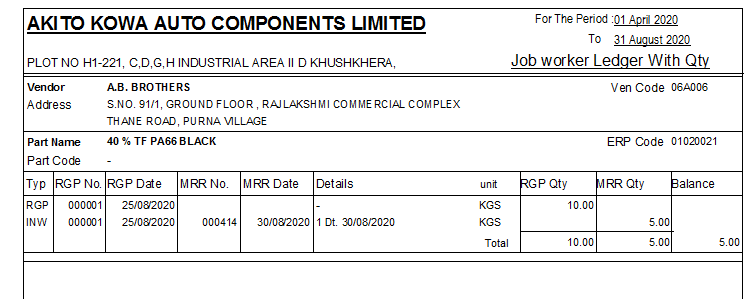 AKITO KOWA AUTO COMPONENTS LIMITED
For The Period : 01 April 2020
To 31 August 2020
PLOT NO H1-221, C,D,G,H INDUSTRIAL AREA II D KHUSHKHERA,
Job worker Ledger With Qty
Vendor A.B. BROTHERS Ven Code 06A006
Address S.NO. 91/1, GROUND FLOOR , RAJLAKSHMI COMMERCIAL COMPLEX
THANE ROAD, PURNA VILLAGE
Part Name 40 % TF PA66 BLACK ERP Code 01020021
Part Code -
Typ RGP No. RGP Date MRR No. MRR Date Details unit RGP Qty MRR Qty Balance
RGP 000001 25/08/2020 - KGS 10.00
INW 000001 25/08/2020 000414 30/08/2020 1 Dt. 30/08/2020 KGS 5.00
Total 10.00 5.00 5.00